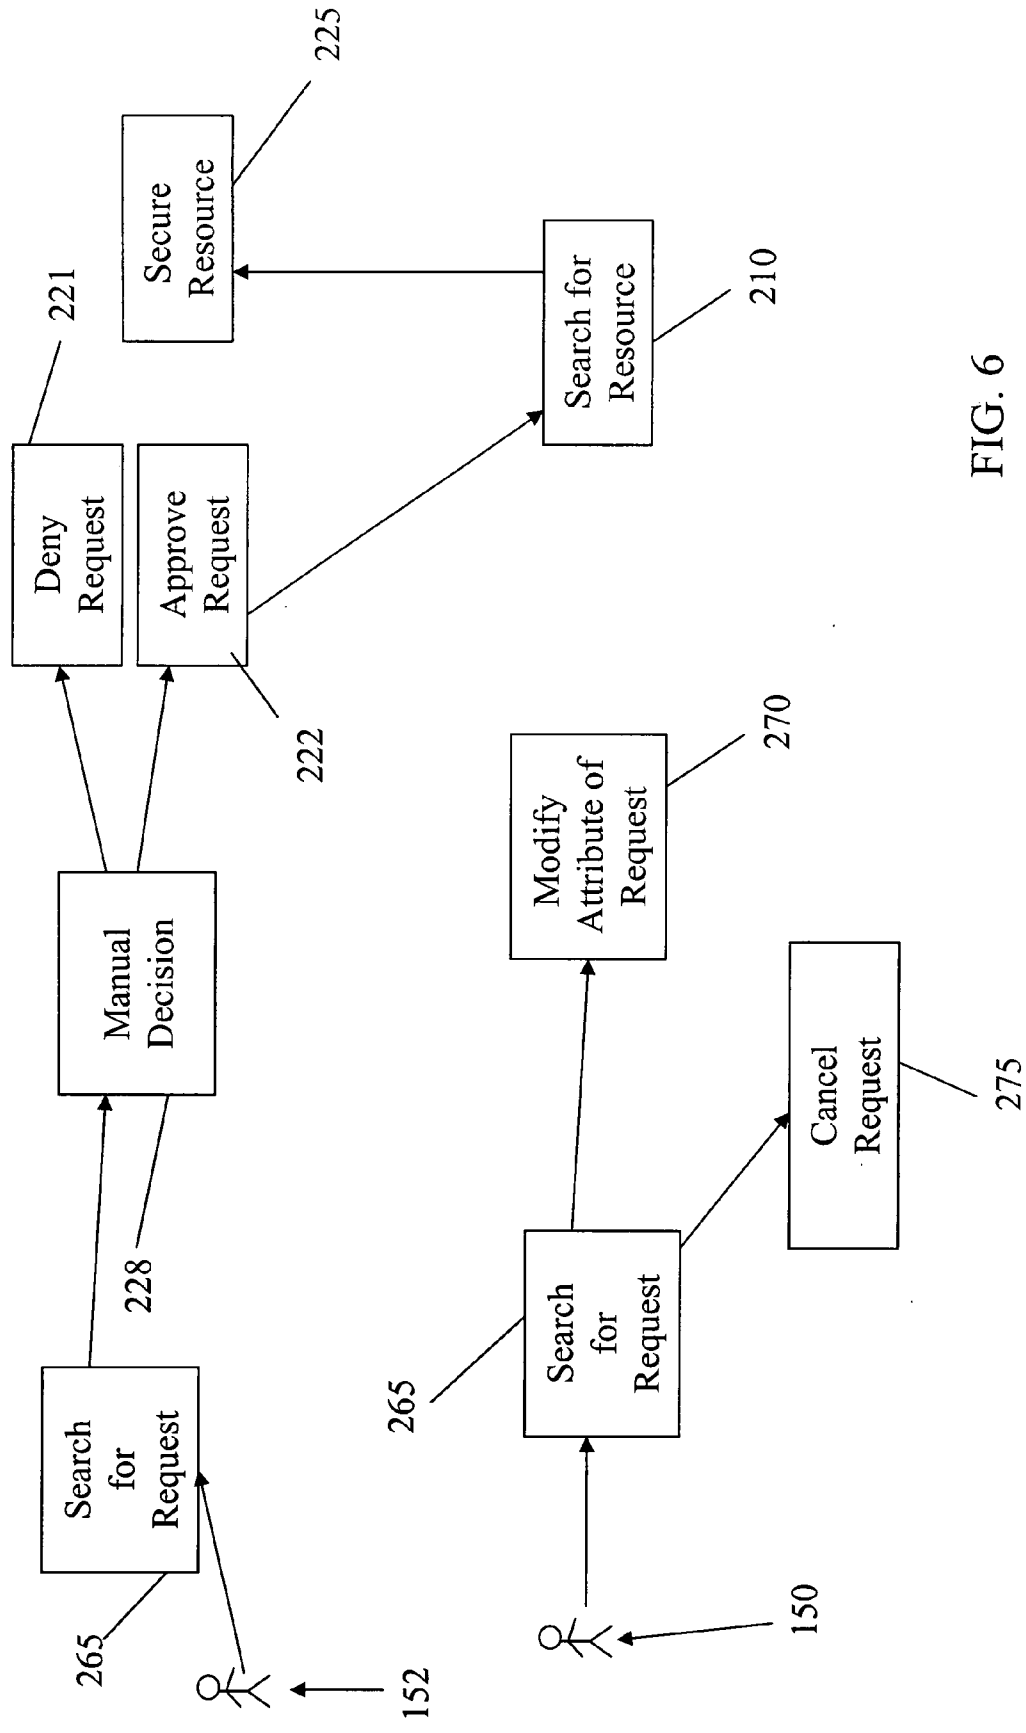 265
Search
for
Request
152
228
Manual
Decision
Deny
Request
221
Approve
Request
222
Secure
Resource
225
Search for
Resource
210
150
265
Search
for
Request
Modify
Attribute of
Request
270
Cancel
Request
275
FIG. 6